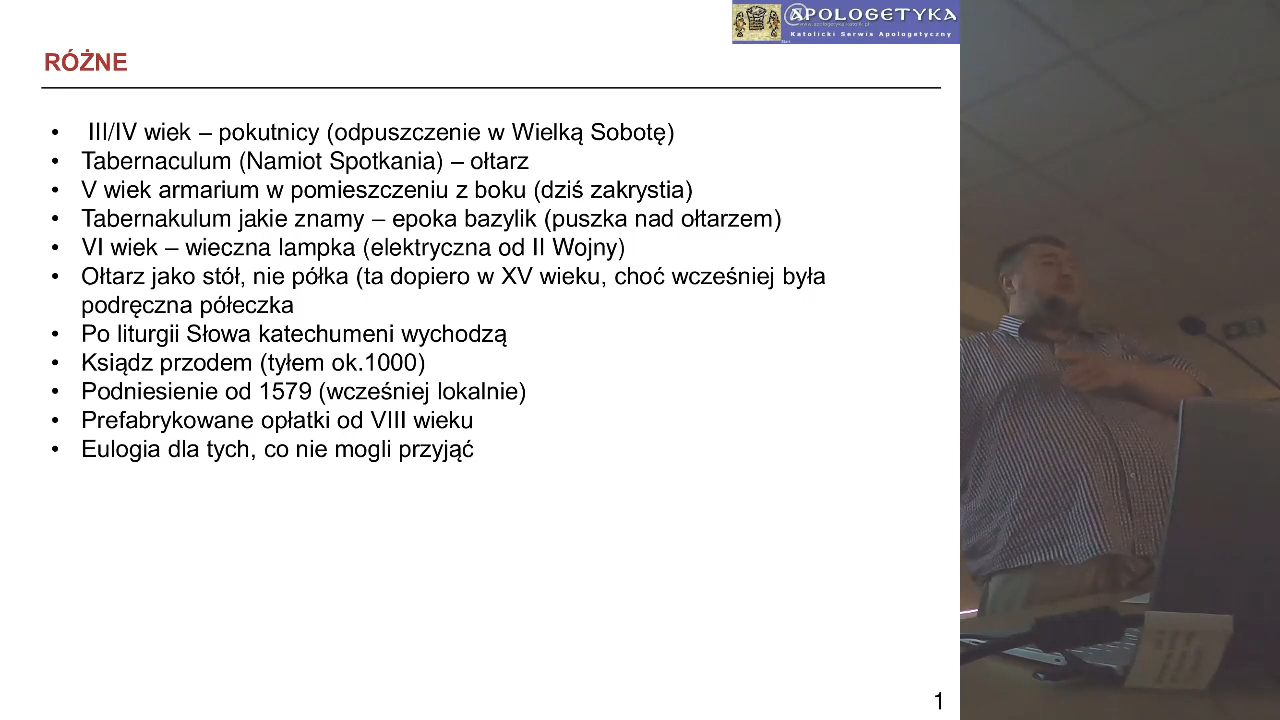 APOLOGETYKA
www.apologetyka.katolik.pl
Katolicki Serwis Apologetyczny
RÓŻNE
• III/IV wiek – pokutnicy (odpuszczenie w Wielką Sobotę)
• Tabernaculum (Namiot Spotkania) – ołtarz
• V wiek armarium w pomieszczeniu z boku (dziś zakrystia)
• Tabernakulum jakie znamy – epoka bazylik (puszka nad ołtarzem)
• VI wiek – wieczna lampka (elektryczna od II Wojny)
• Ołtarz jako stół, nie półka (ta dopiero w XV wieku, choć wcześniej była
podręczna półeczka
• Po liturgii Słowa katechumeni wychodzą
• Ksiądz przodem (tyłem ok.1000)
• Podniesienie od 1579 (wcześniej lokalnie)
• Prefabrykowane opłatki od VIII wieku
• Eulogia dla tych, co nie mogli przyjąć
1